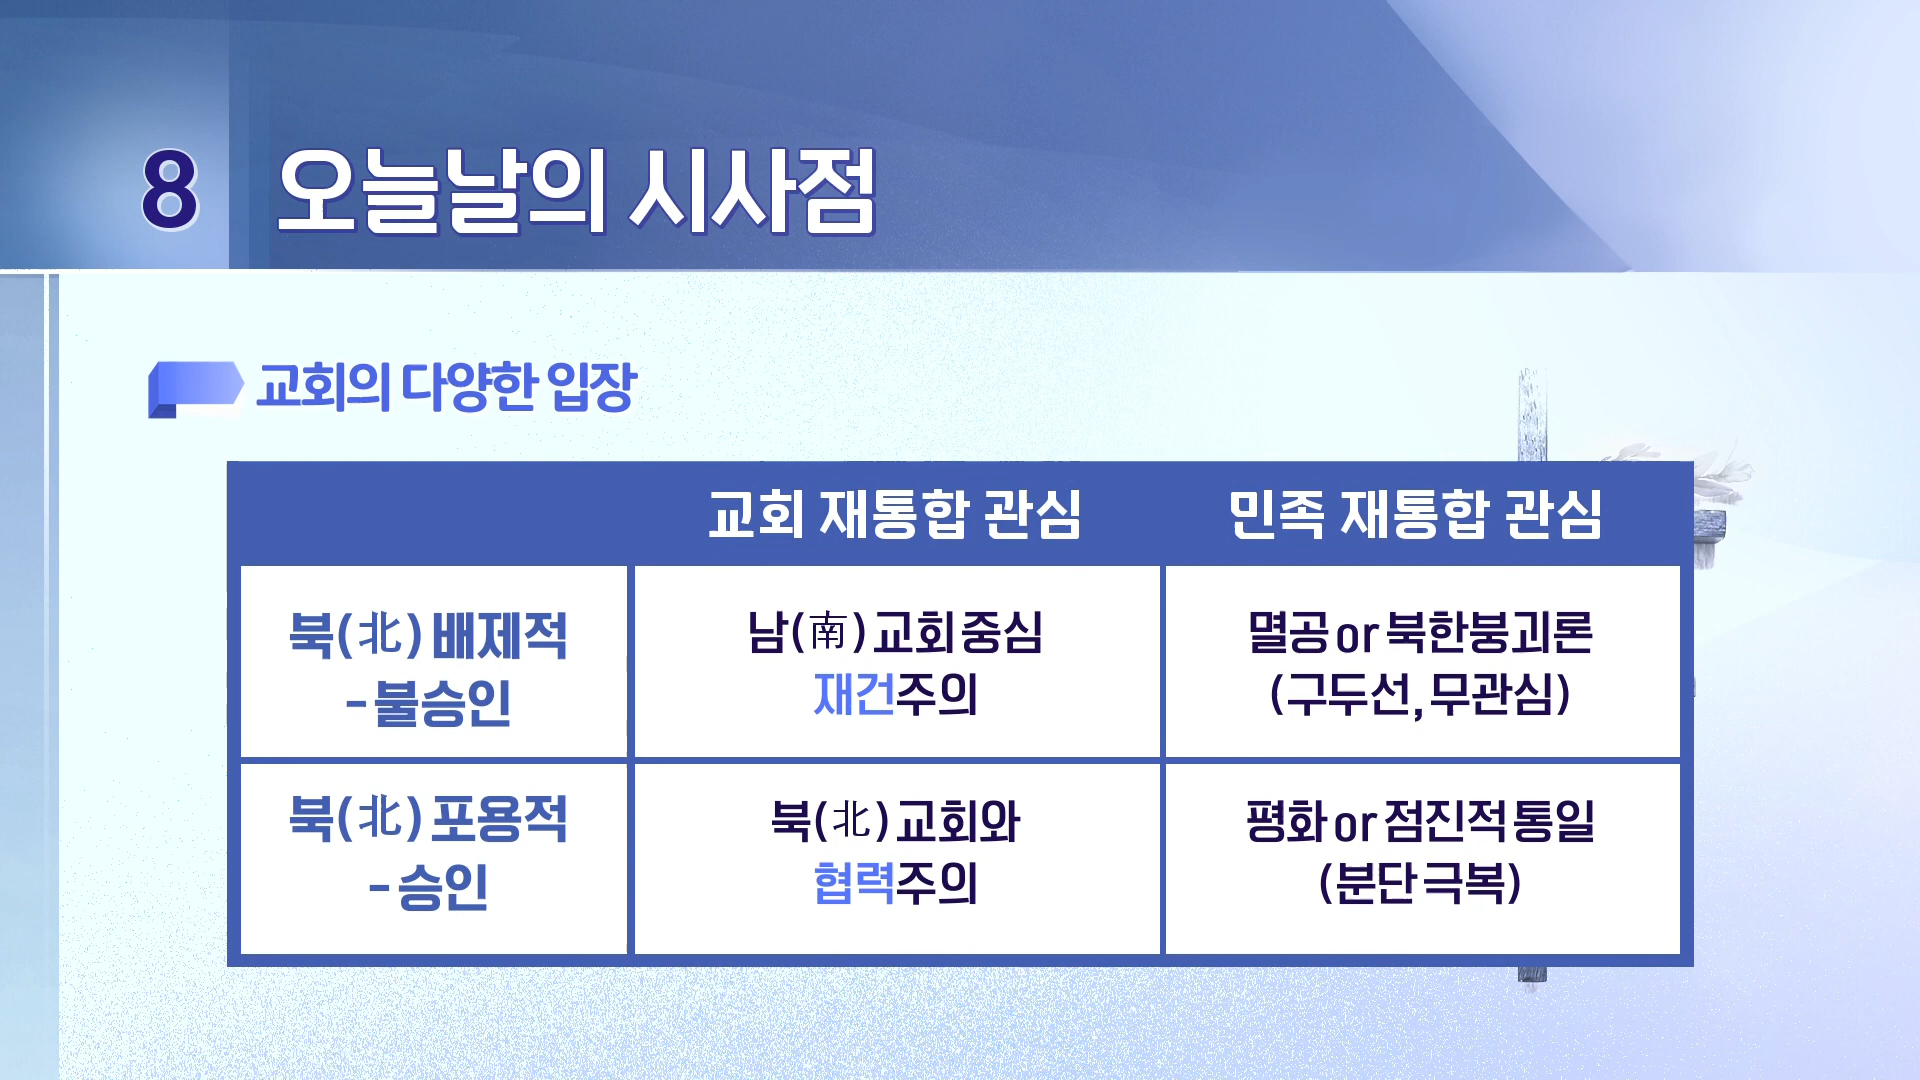 8 오늘날의 시사점
교회의 다양한 입장
교회 재통합 관심 민족 재통합 관심
북(北) 배제적
- 불승인
남(南) 교회 중심
재건주의
멸공 or 북한붕괴론
(구두선, 무관심)
북(北) 포용적
- 승인
북(北) 교회와
협력주의
평화 or 점진적 통일
(분단 극복)